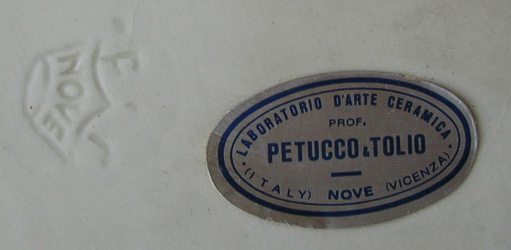 NOVE
LABORATORIO D'ARTE CERAMICA
PROF.
PETUCCO & TOLIO
(ITALY) NOVE (VICENZA)